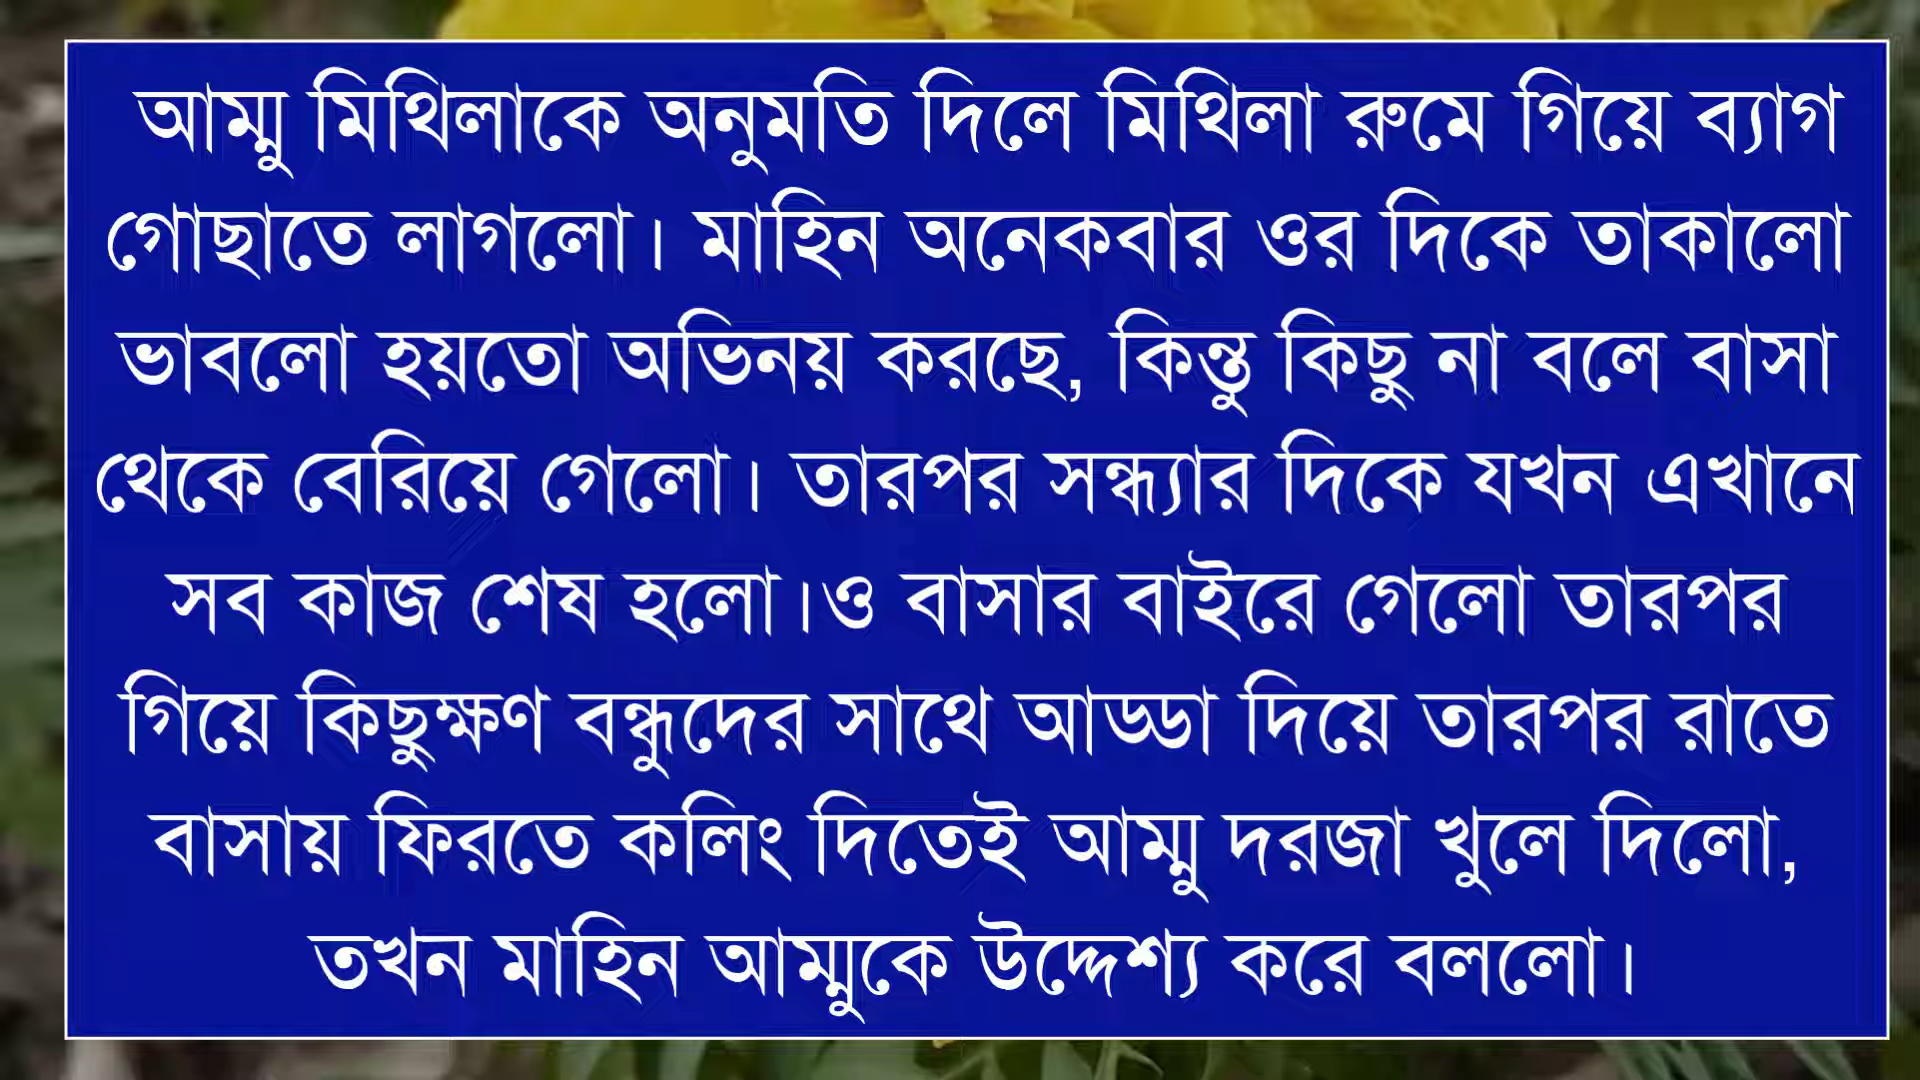 আম্মু মিথিলাকে অনুমতি দিলে মিথিলা রুমে গিয়ে ব্যাগ
গোছাতে লাগলো। মাহিন অনেকবার ওর দিকে তাকালো
ভাবলো হয়তো অভিনয় করছে, কিন্তু কিছু না বলে বাসা
থেকে বেরিয়ে গেলো। তারপর সন্ধ্যার দিকে যখন এখানে
সব কাজ শেষ হলো।ও বাসার বাইরে গেলো তারপর
গিয়ে কিছুক্ষণ বন্ধুদের সাথে আড্ডা দিয়ে তারপর রাতে
বাসায় ফিরতে কলিং দিতেই আম্মু দরজা খুলে দিলো,
তখন মাহিন আম্মুকে উদ্দেশ্য করে বললো।